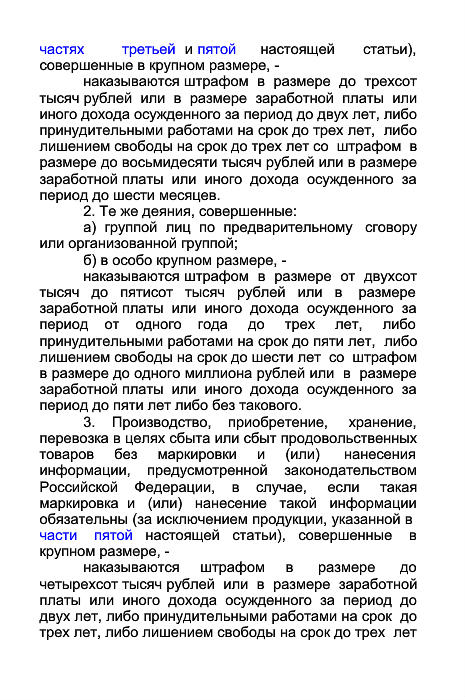 частях третьей и пятой настоящей статьи),
совершенные в крупном размере, -
наказываются штрафом в размере до трехсот
тысяч рублей или в размере заработной платы или
иного дохода осужденного за период до двух лет, либо
принудительными работами на срок до трех лет, либо
лишением свободы на срок до трех лет со штрафом в
размере до восьмидесяти тысяч рублей или в размере
заработной платы или иного дохода осужденного за
период до шести месяцев.
2. Те же деяния, совершенные:
а) группой лиц по предварительному сговору
или организованной группой;
б) в особо крупном размере, -
наказываются штрафом в размере от двухсот
тысяч до пятисот тысяч рублей или в размере
заработной платы или иного дохода осужденного за
период от одного года до трех лет, либо
принудительными работами на срок до пяти лет, либо
лишением свободы на срок до шести лет со штрафом
в размере до одного миллиона рублей или в размере
заработной платы или иного дохода осужденного за
период до пяти лет либо без такового.
3. Производство, приобретение, хранение,
перевозка в целях сбыта или сбыт продовольственных
товаров без маркировки и (или) нанесения
информации, предусмотренной законодательством
Российской Федерации, в случае, если такая
маркировка и (или) нанесение такой информации
обязательны (за исключением продукции, указанной в
части пятой настоящей статьи), совершенные в
крупном размере, -
наказываются штрафом в размере до
четырехсот тысяч рублей или в размере заработной
платы или иного дохода осужденного за период до
двух лет, либо принудительными работами на срок до
трех лет, либо лишением свободы на срок до трех лет